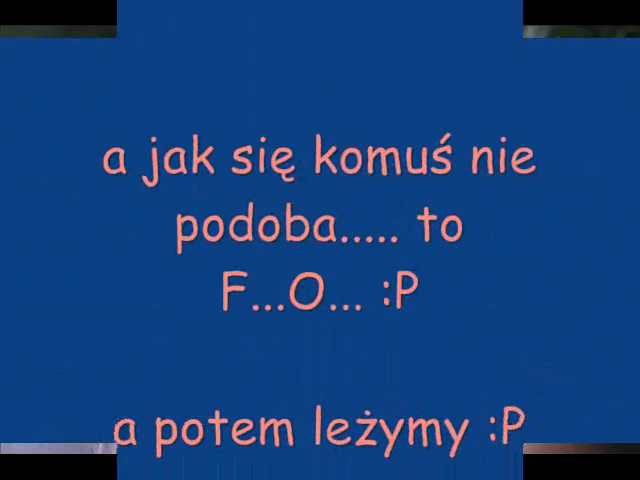 a jak się komuś nie
podoba..... to
F...O... :P
a potem leżymy :P